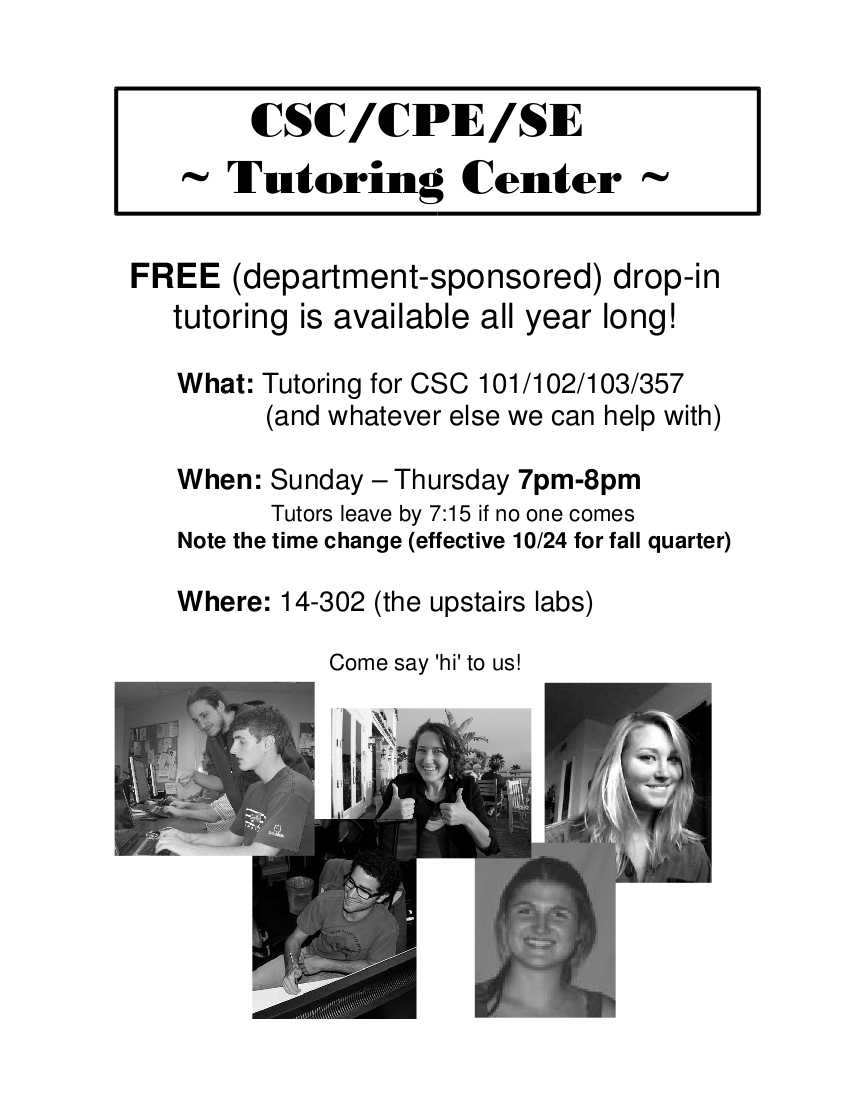 CSC/CPE/SE
~ Tutoring Center ~
FREE (department-sponsored) drop-in
tutoring is available all year long!
What: Tutoring for CSC 101/102/103/357
(and whatever else we can help with)
When: Sunday – Thursday 7pm-8pm
Tutors leave by 7:15 if no one comes
Note the time change (effective 10/24 for fall quarter)
Where: 14-302 (the upstairs labs)
Come say 'hi' to us!